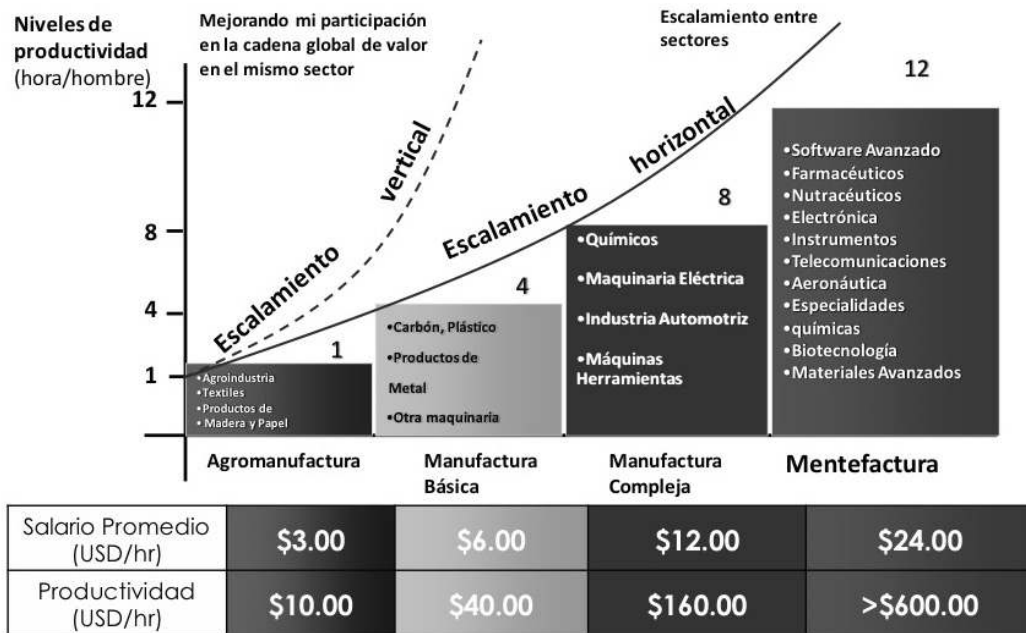 Niveles de
productividad
(hora/hombre)
Mejorando mi participación
en la cadena global de valor
en el mismo sector
Escalamiento entre
sectores
12
8
4
1
Escalamiento vertical
Escalamiento horizontal
1
•Agroindustria
•Textiles
•Productos de
•Madera y Papel
4
•Carbón, Plástico
•Productos de
Metal
•Otra maquinaria
8
•Químicos
•Maquinaria Eléctrica
•Industria Automotriz
•Máquinas
Herramientas
12
•Software Avanzado
•Farmacéuticos
•Nutracéuticos
•Electrónica
•Instrumentos
•Telecomunicaciones
•Aeronáutica
•Especialidades
•químicas
•Biotecnología
•Materiales Avanzados
Agromanufactura
Manufactura
Básica
Manufactura
Compleja
Mentefactura
Salario Promedio
(USD/hr)
$3.00
$6.00
$12.00
$24.00
Productividad
(USD/hr)
$10.00
$40.00
$160.00
>$600.00